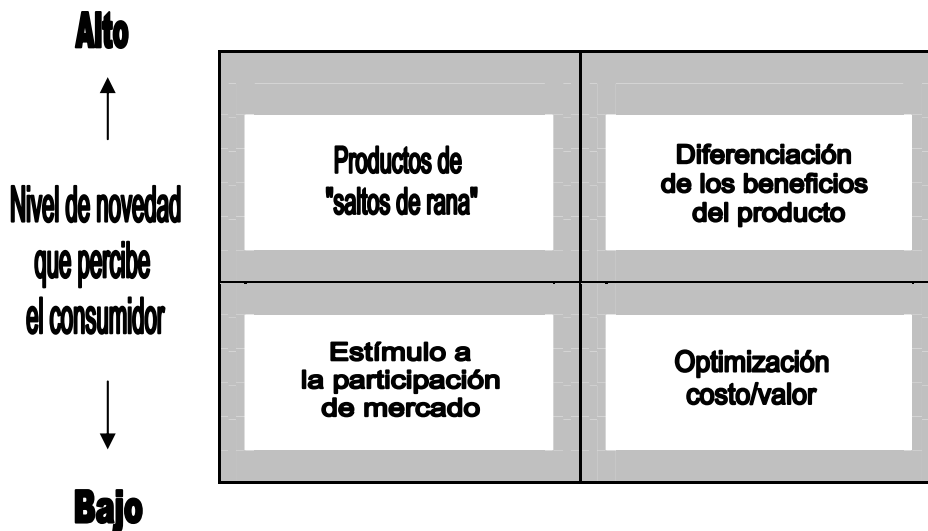 Alto
Nivel de novedad
que percibe
el consumidor
Bajo
Productos de
"saltos de rana"
Diferenciación
de los beneficios
del producto
Estímulo a
la participación
de mercado
Optimización
costo/valor